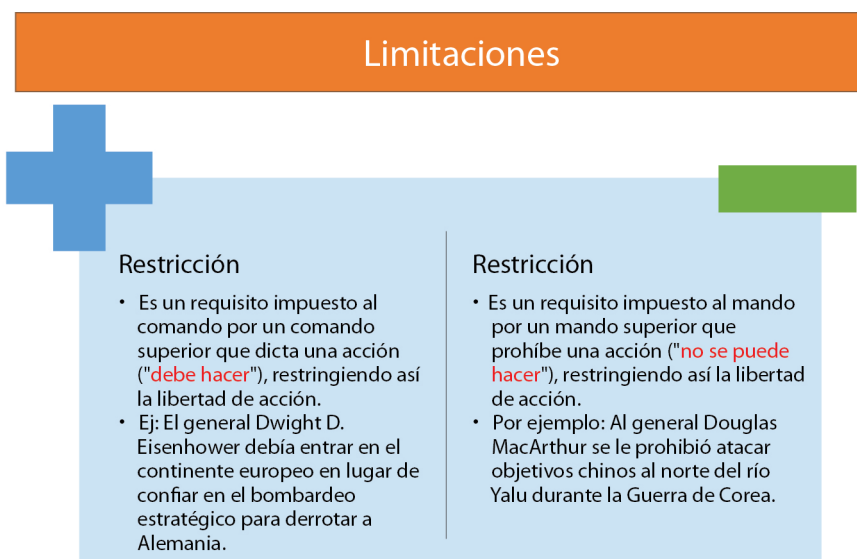 Limitaciones
Restricción
• Es un requisito impuesto al
comando por un comando
superior que dicta una acción
("debe hacer"), restringiendo así
la libertad de acción.
• Ej: El general Dwight D.
Eisenhower debía entrar en el
continente europeo en lugar de
confiar en el bombardeo
estratégico para derrotar a
Alemania.
Restricción
• Es un requisito impuesto al mando
por un mando superior que
prohíbe una acción ("no se puede
hacer"), restringiendo así la libertad
de acción.
• Por ejemplo: Al general Douglas
MacArthur se le prohibió atacar
objetivos chinos al norte del río
Yalu durante la Guerra de Corea.